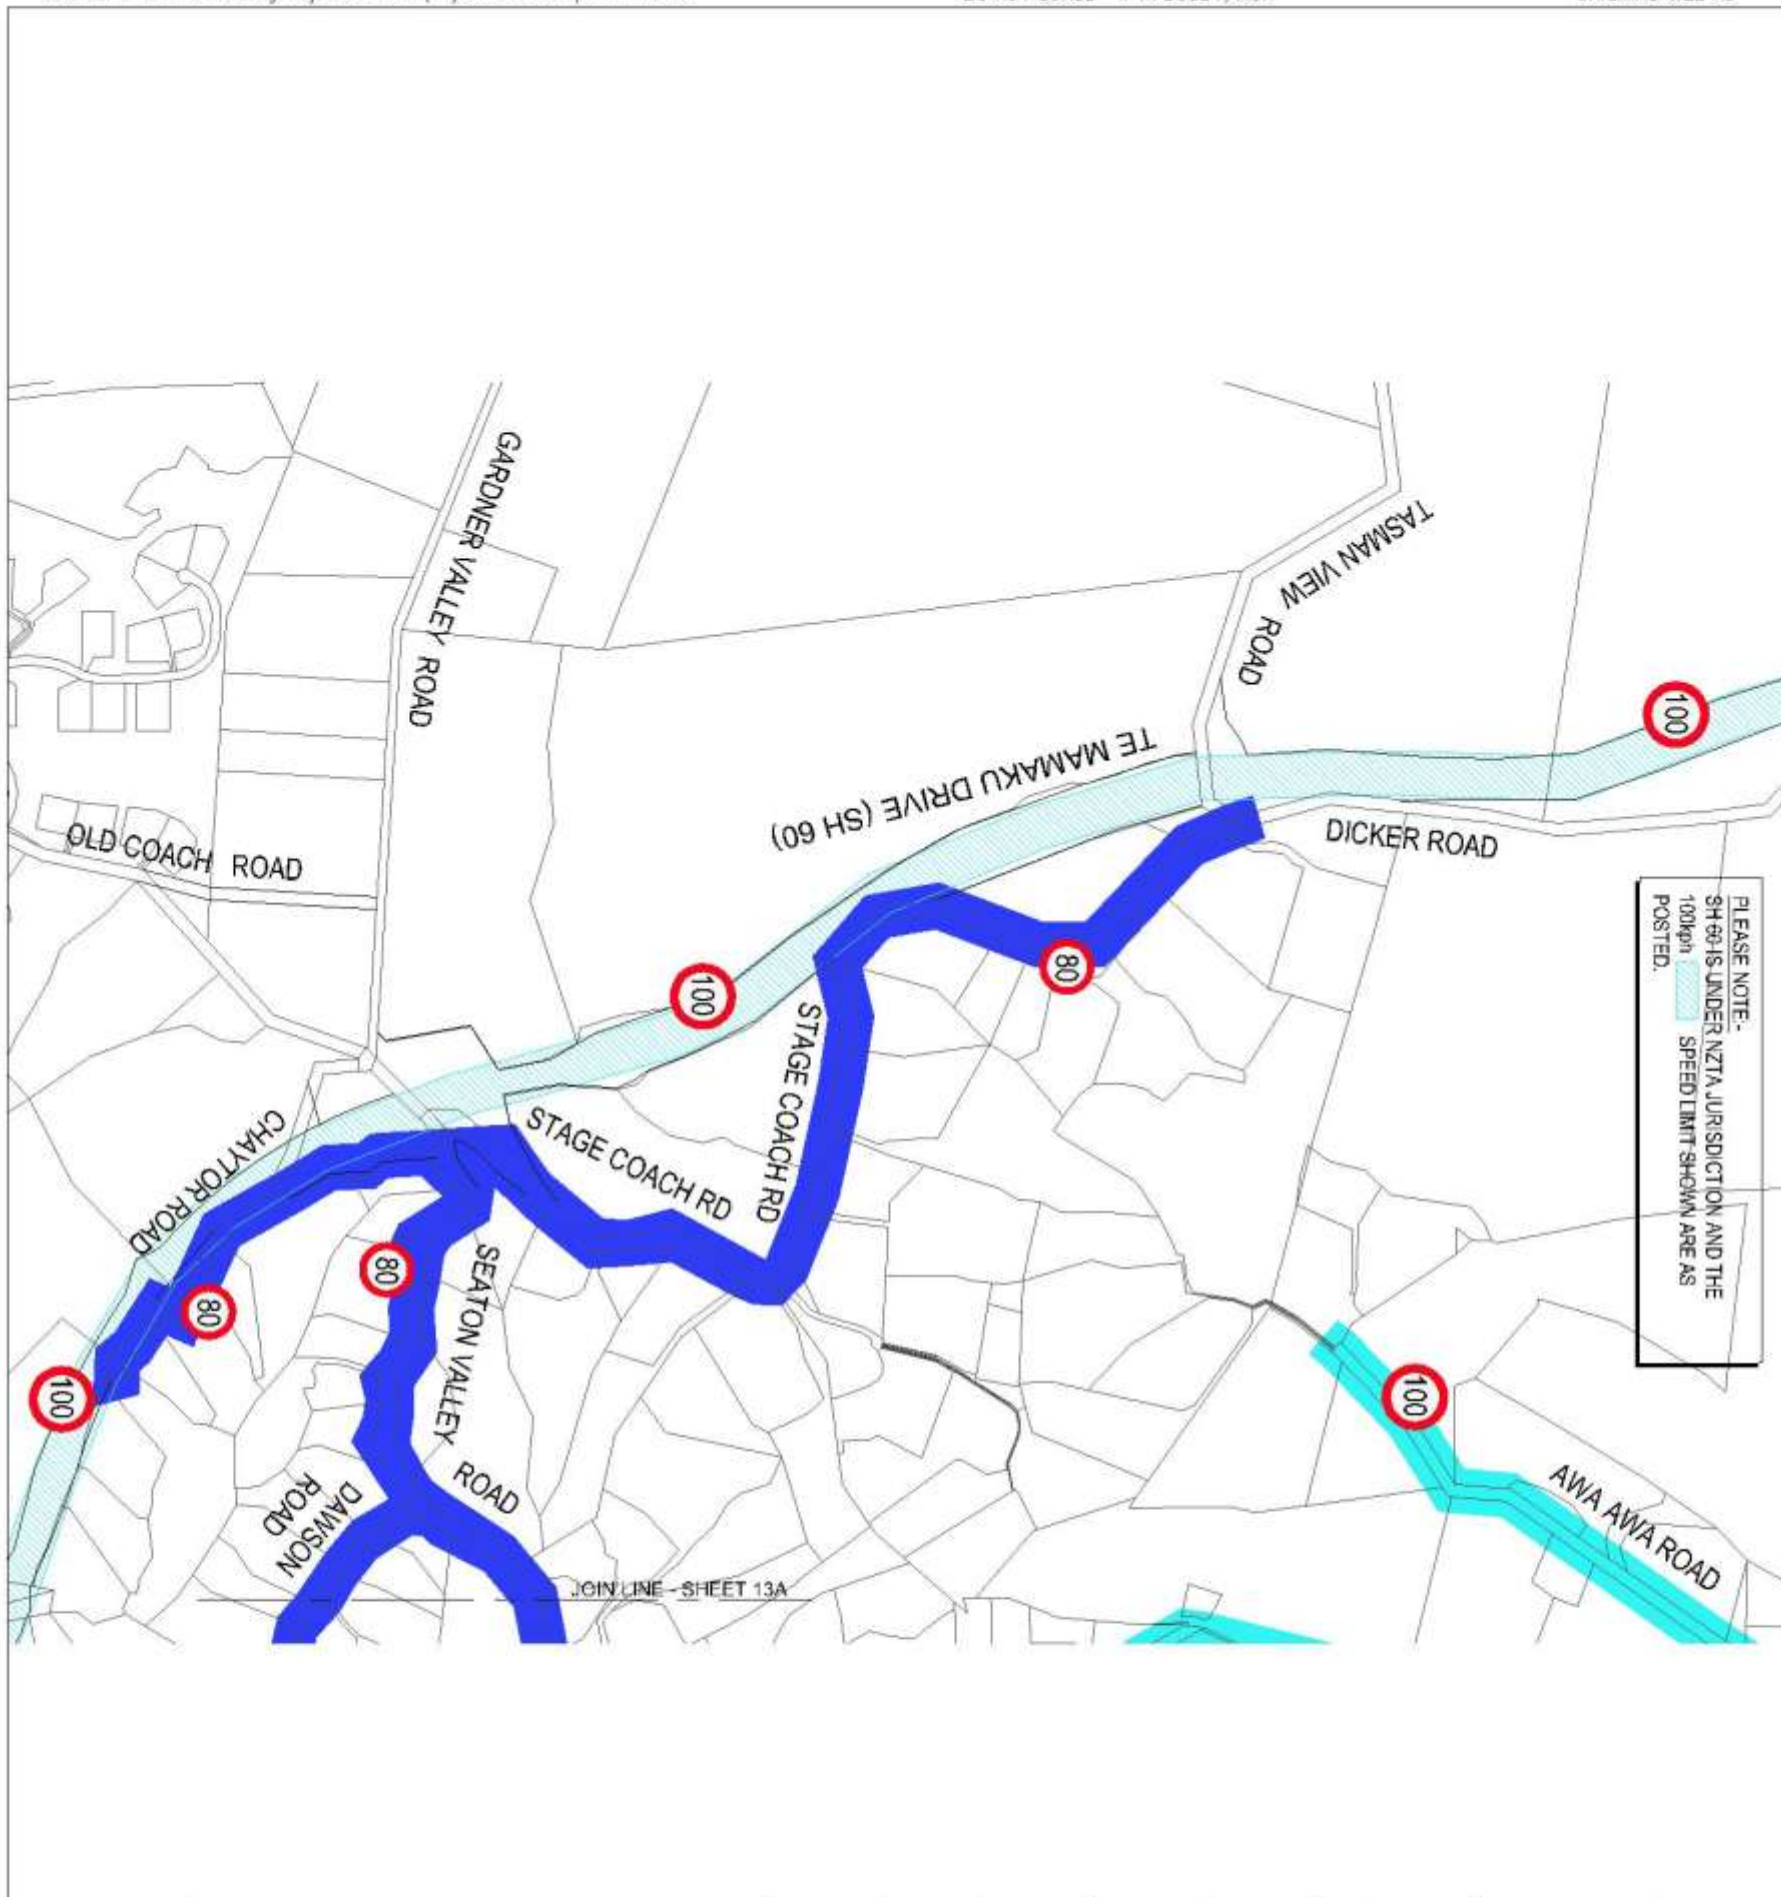 GARDNER VALLEY ROAD
TASMAN VIEW
ROAD
100
TE MAMAKU DRIVE (SH 60)
DICKER ROAD
OLD COACH ROAD
PLEASE NOTE:-
SH 60 IS UNDER NZTA JURISDICTION AND THE
100kph SPEED LIMIT SHOWN ARE AS
POSTED.
80
100
STAGE COACH RD
STAGE COACH RD
CHAYTOR ROAD
80
80
SEATON VALLEY
ROAD
100
100
DAWSON
ROAD
AWA AWA ROAD
JOIN LINE - SHEET 13A